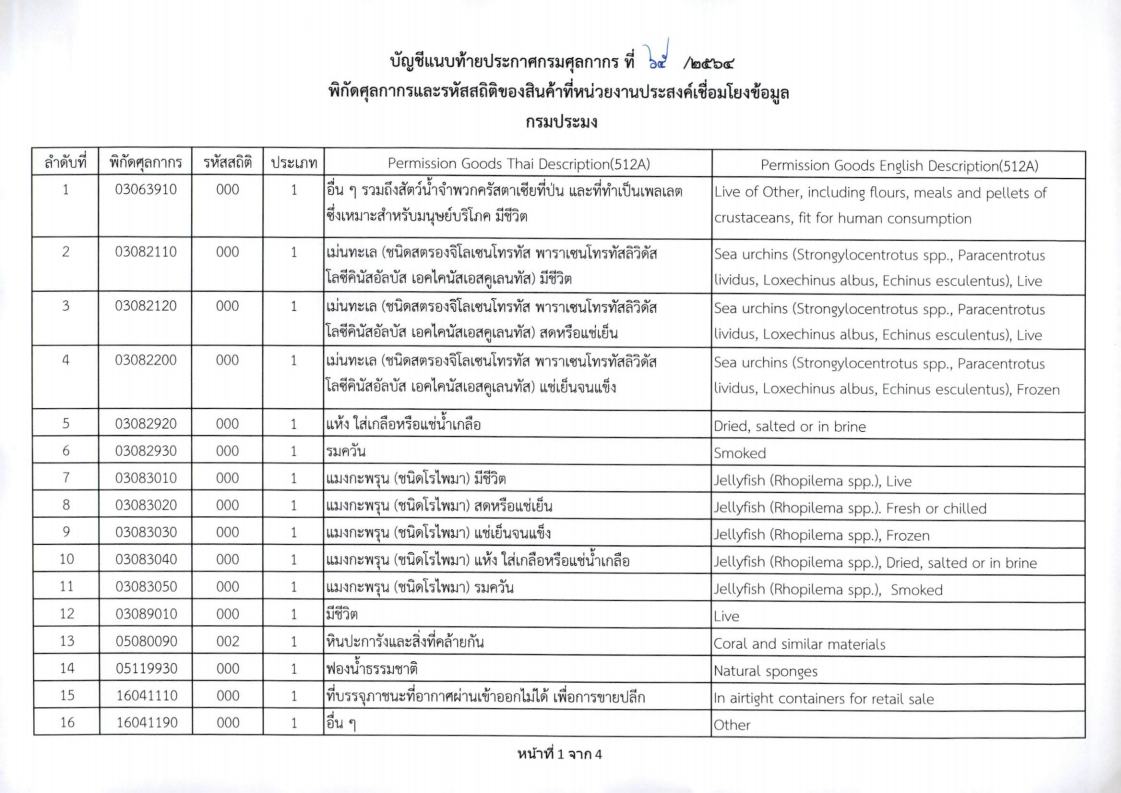 บัญชีแนบท้ายประกาศกรมศุลกากร ที่ ๖๕ /๒๕๖๔
พิกัดศุลกากรและรหัสสถิติของสินค้าที่หน่วยงานประสงค์เชื่อมโยงข้อมูล
กรมประมง
ลำดับที่ พิกัดศุลกากร รหัสสถิติ ประเภท Permission Goods Thai Description(512A) Permission Goods English Description(512A)
1 03063910 000 1 อื่น ๆ รวมถึงสัตว์น้ำจำพวกครัสตาเซียที่ป่น และที่ทำเป็นเพลเลต Live of Other, including flours, meals and pellets of
ซึ่งเหมาะสำหรับมนุษย์บริโภค มีชีวิต crustaceans, fit for human consumption
2 03082110 000 1 เม่นทะเล (ชนิดสตรองจิโลเซนโทรทัส พาราเซนโทรทัสลิวิดัส Sea urchins (Strongylocentrotus spp., Paracentrotus
โลซีคินัสอัลบัส เอคไคนัสเอสคูเลนทัส) มีชีวิต lividus, Loxechinus albus, Echinus esculentus), Live
3 03082120 000 1 เม่นทะเล (ชนิดสตรองจิโลเซนโทรทัส พาราเซนโทรทัสลิวิดัส Sea urchins (Strongylocentrotus spp., Paracentrotus
โลซีคินัสอัลบัส เอคไคนัสเอสคูเลนทัส) สดหรือแช่เย็น lividus, Loxechinus albus, Echinus esculentus), Live
4 03082200 000 1 เม่นทะเล (ชนิดสตรองจิโลเซนโทรทัส พาราเซนโทรทัสลิวิดัส Sea urchins (Strongylocentrotus spp., Paracentrotus
โลซีคินัสอัลบัส เอคไคนัสเอสคูเลนทัส) แช่เย็นจนแข็ง lividus, Loxechinus albus, Echinus esculentus), Frozen
5 03082920 000 1 แห้ง ใส่เกลือหรือแช่น้ำเกลือ Dried, salted or in brine
6 03082930 000 1 รมควัน Smoked
7 03083010 000 1 แมงกะพรุน (ชนิดโรไพมา) มีชีวิต Jellyfish (Rhopilema spp.), Live
8 03083020 000 1 แมงกะพรุน (ชนิดโรไพมา) สดหรือแช่เย็น Jellyfish (Rhopilema spp.). Fresh or chilled
9 03083030 000 1 แมงกะพรุน (ชนิดโรไพมา) แช่เย็นจนแข็ง Jellyfish (Rhopilema spp.), Frozen
10 03083040 000 1 แมงกะพรุน (ชนิดโรไพมา) แห้ง ใส่เกลือหรือแช่น้ำเกลือ Jellyfish (Rhopilema spp.), Dried, salted or in brine
11 03083050 000 1 แมงกะพรุน (ชนิดโรไพมา) รมควัน Jellyfish (Rhopilema spp.), Smoked
12 03089010 000 1 มีชีวิต Live
13 05080090 002 1 หินปะการังและสิ่งที่คล้ายกัน Coral and similar materials
14 05119930 000 1 ฟองน้ำธรรมชาติ Natural sponges
15 16041110 000 1 ที่บรรจุภาชนะที่อากาศผ่านเข้าออกไม่ได้ เพื่อการขายปลีก In airtight containers for retail sale
16 16041190 000 1 อื่น ๆ Other
หน้าที่ 1 จาก 4